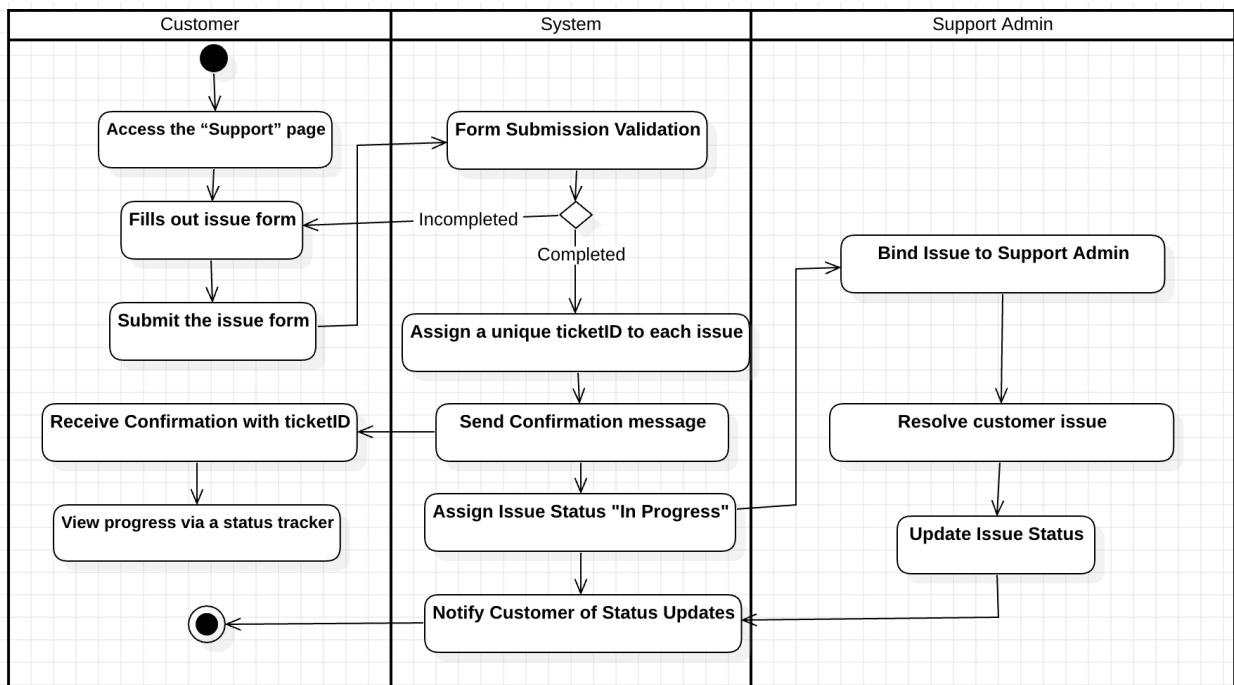 Customer
System
Support Admin
Access the “Support” page
Form Submission Validation
Fills out issue form
Incompleted
Completed
Bind Issue to Support Admin
Submit the issue form
Assign a unique ticketID to each issue
Receive Confirmation with ticketID
Send Confirmation message
Resolve customer issue
View progress via a status tracker
Assign Issue Status "In Progress"
Update Issue Status
Notify Customer of Status Updates